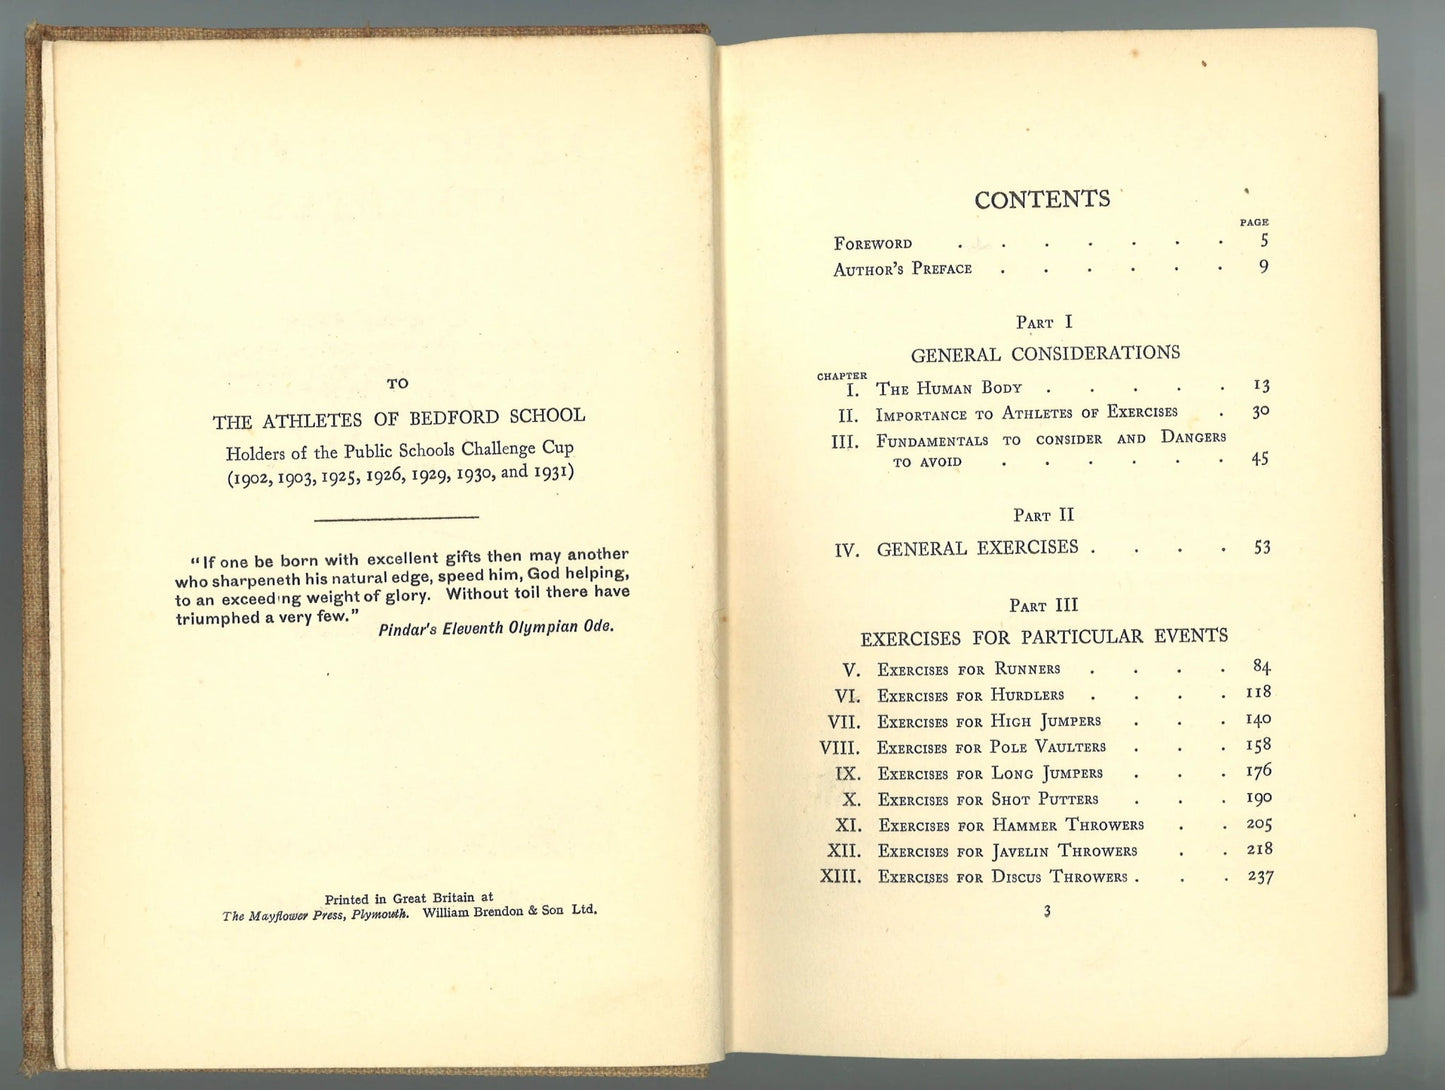 TO
THE ATHLETES OF BEDFORD SCHOOL
Holders of the Public Schools Challenge Cup
(1902, 1903, 1925, 1926, 1929, 1930, and 1931)
"If one be born with excellent gifts then may another
who sharpeneth his natural edge, speed him, God helping,
to an exceeding weight of glory. Without toil there have
triumphed a very few."
Pindar's Eleventh Olympian Ode.
Printed in Great Britain at
The Mayflower Press, Plymouth. William Brendon & Son Ltd.
CONTENTS
PAGE
Foreword . . . . . . . 5
Author's Preface . . . . . . 9
Part I
GENERAL CONSIDERATIONS
CHAPTER
I. The Human Body . . . . . 13
II. Importance to Athletes of Exercises . 30
III. Fundamentals to consider and Dangers
to avoid . . . . . . 45
Part II
IV. GENERAL EXERCISES . . . . 53
Part III
EXERCISES FOR PARTICULAR EVENTS
V. Exercises for Runners . . . . 84
VI. Exercises for Hurdlers . . . . 118
VII. Exercises for High Jumpers . . . 140
VIII. Exercises for Pole Vaulters . . . 158
IX. Exercises for Long Jumpers . . . 176
X. Exercises for Shot Putters . . . 190
XI. Exercises for Hammer Throwers . . 205
XII. Exercises for Javelin Throwers . . 218
XIII. Exercises for Discus Throwers . . . 237
3